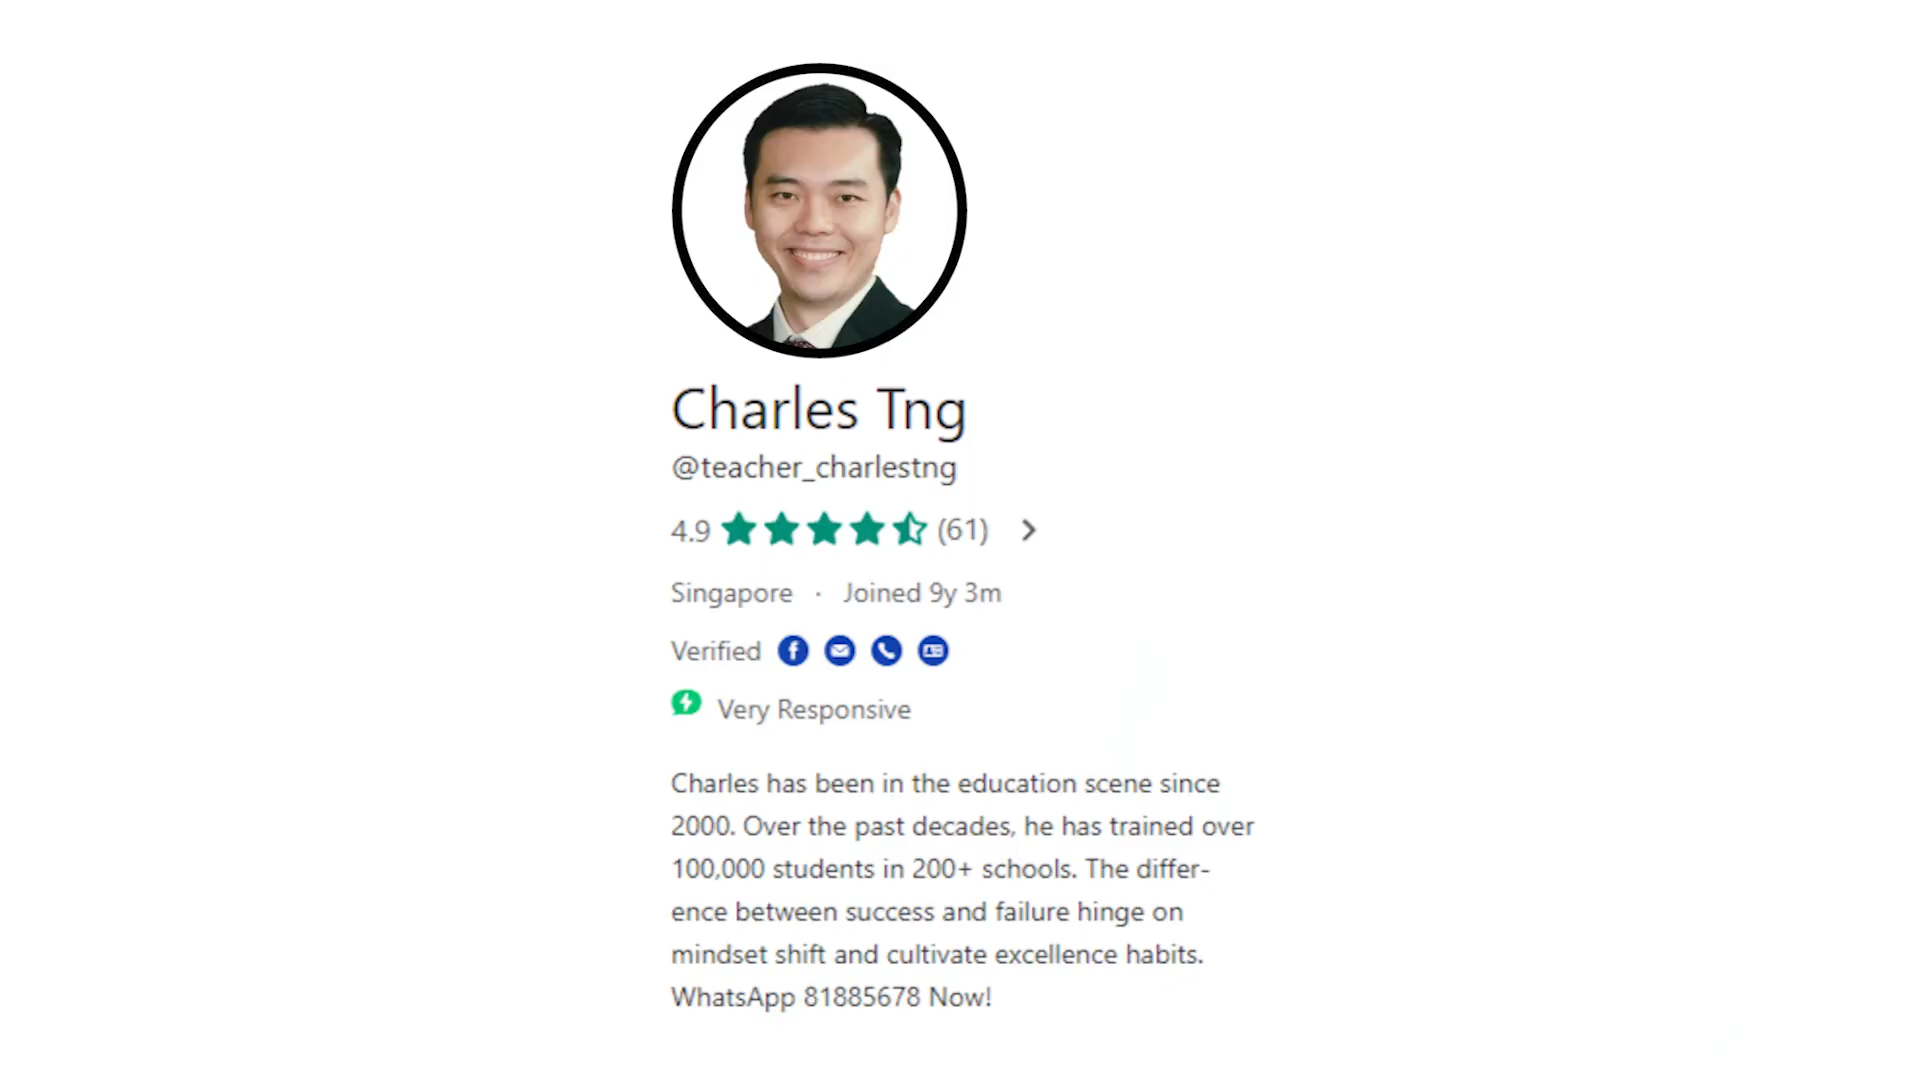 Charles Tng
@teacher_charlestng
4.9 (61)
Singapore · Joined 9y 3m
Verified
Very Responsive
Charles has been in the education scene since
2000. Over the past decades, he has trained over
100,000 students in 200+ schools. The differ-
ence between success and failure hinge on
mindset shift and cultivate excellence habits.
WhatsApp 81885678 Now!